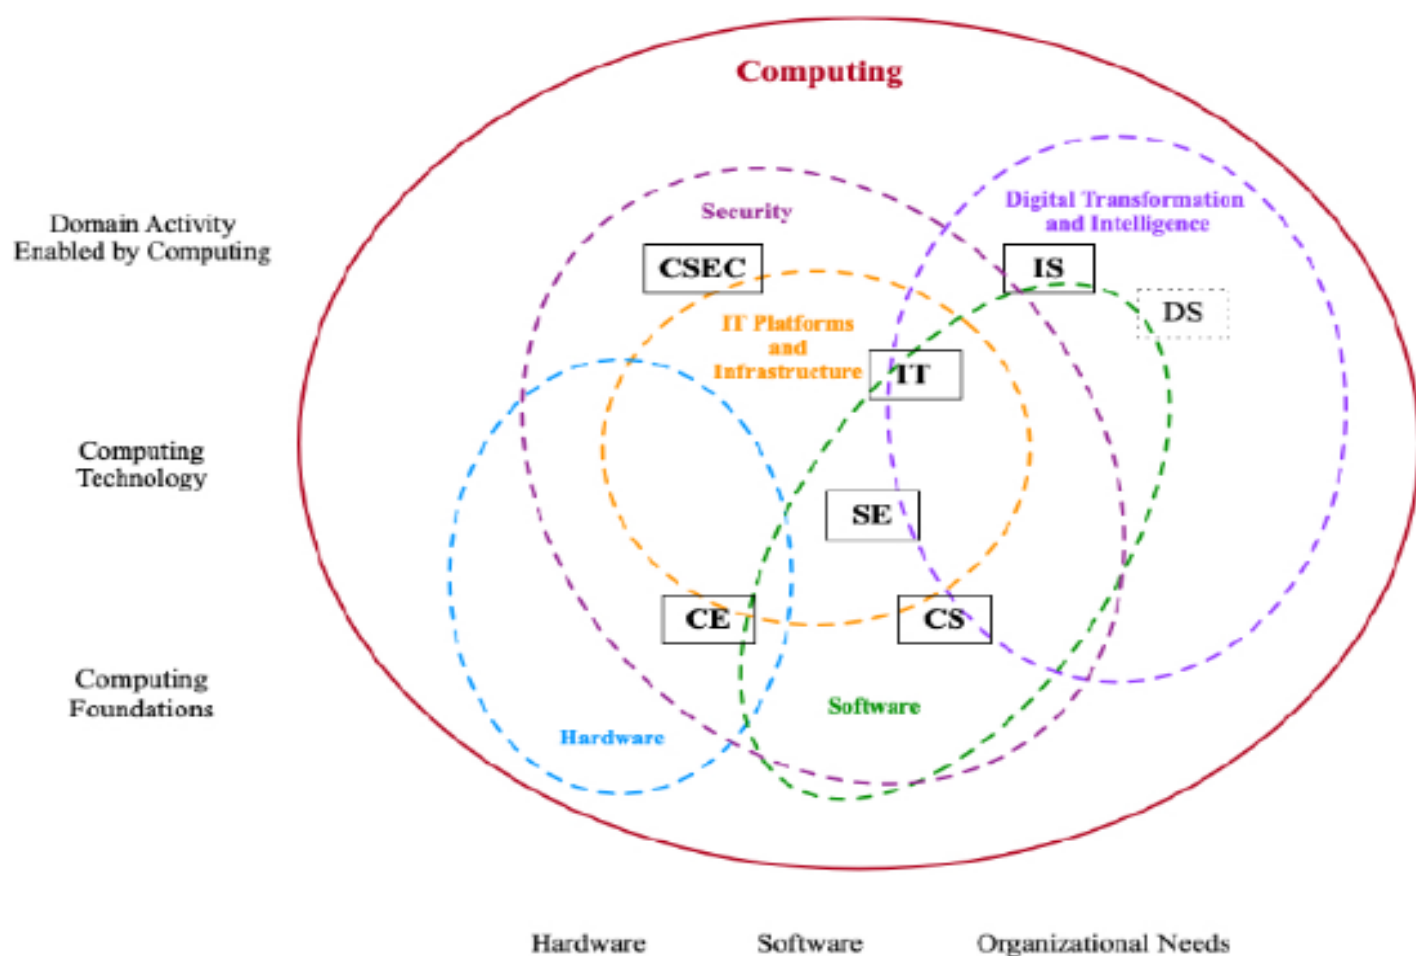 Computing
Domain Activity
Enabled by Computing
Security
Digital Transformation
and Intelligence
CSEC
IS
DS
IT Platforms
and
Infrastructure
IT
Computing
Technology
SE
CE
CS
Computing
Foundations
Software
Hardware
Hardware
Software
Organizational Needs